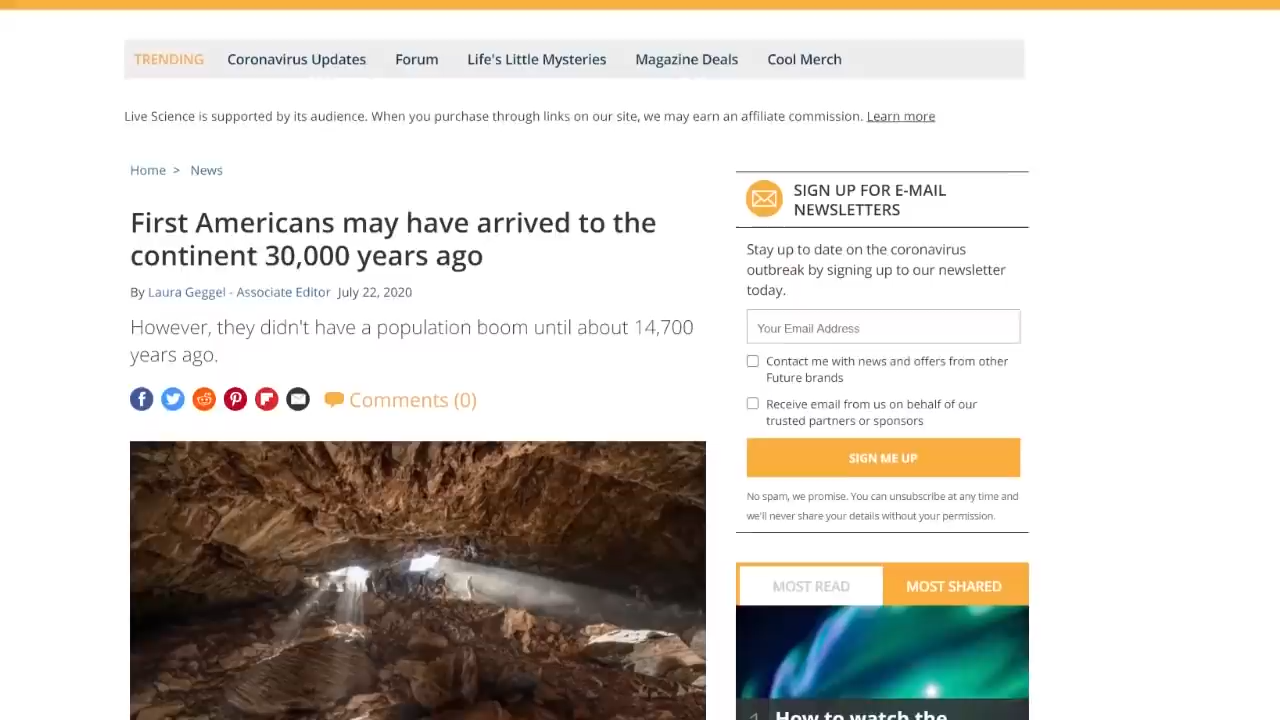 TRENDING Coronavirus Updates Forum Life's Little Mysteries Magazine Deals Cool Merch
Live Science is supported by its audience. When you purchase through links on our site, we may earn an affiliate commission. Learn more
Home > News
First Americans may have arrived to the
continent 30,000 years ago
By Laura Geggel - Associate Editor July 22, 2020
However, they didn't have a population boom until about 14,700
years ago.
Comments (0)
SIGN UP FOR E-MAIL
NEWSLETTERS
Stay up to date on the coronavirus
outbreak by signing up to our newsletter
today.
Your Email Address
Contact me with news and offers from other
Future brands
Receive email from us on behalf of our
trusted partners or sponsors
SIGN ME UP
No spam, we promise. You can unsubscribe at any time and
we'll never share your details without your permission.
MOST READ MOST SHARED
1 How to watch the